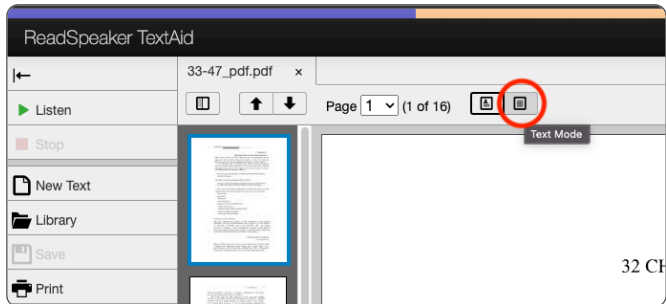 ReadSpeaker TextAid
33-47_pdf.pdf x
Listen
Page 1 (1 of 16)
Stop
Text Mode
New Text
Library
Save
32 CH
Print